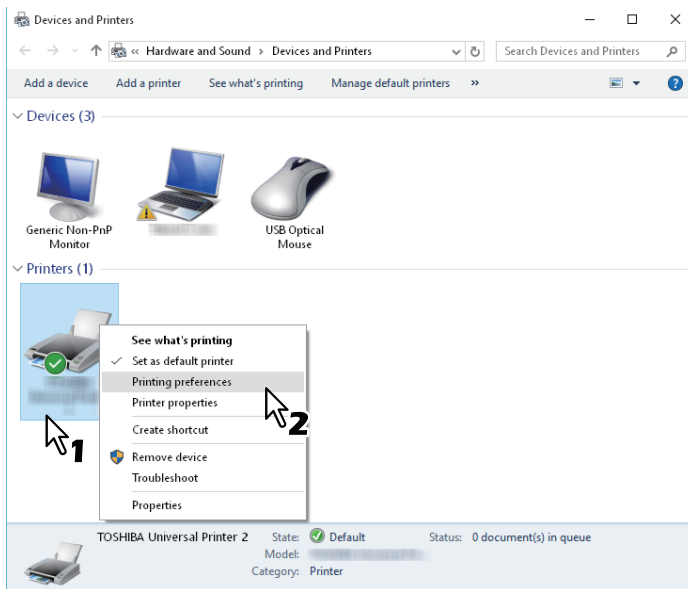 Devices and Printers
« Hardware and Sound > Devices and Printers
Search Devices and Printers
Add a device
Add a printer
See what's printing
Manage default printers
»
?
Devices (3)
Generic Non-PnP
Monitor
USB Optical
Mouse
Printers (1)
See what's printing
Set as default printer
Printing preferences
Printer properties
Create shortcut
Remove device
Troubleshoot
Properties
1
2
TOSHIBA Universal Printer 2
State: Default
Status: 0 document(s) in queue
Model:
Category: Printer